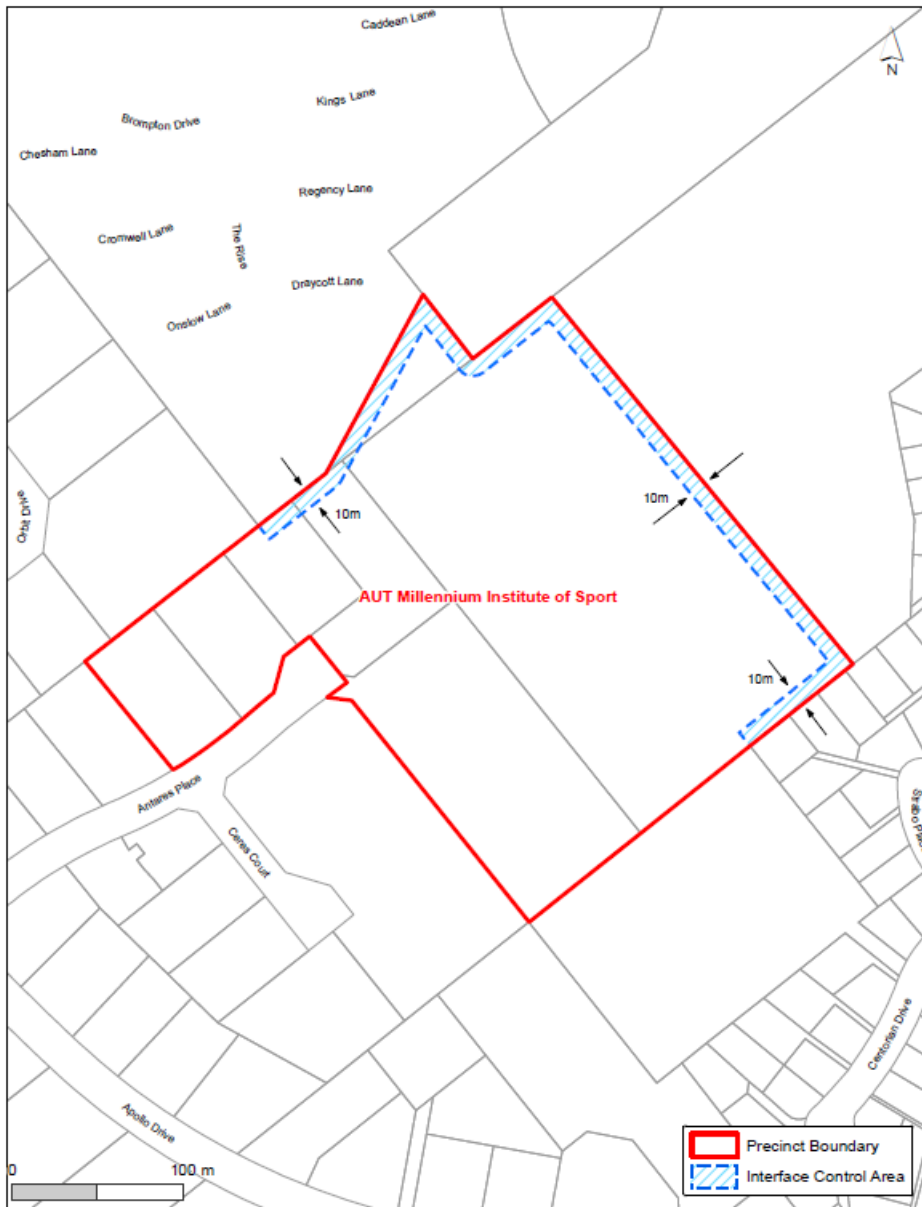 Caddean Lane
N
Kings Lane
Brompton Drive
Chesham Lane
Regency Lane
Cromwell Lane
The Rise
Draycott Lane
Onslow Lane
Orbit Drive
10m
10m
AUT Millennium Institute of Sport
10m
Antares Place
Strabo Place
Ceres Court
Centorian Drive
Apollo Drive
Precinct Boundary
Interface Control Area
0 100 m